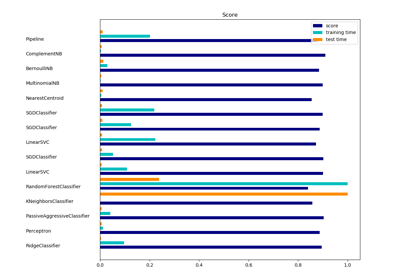 Score
score
training time
test time
Pipeline
ComplementNB
BernoulliNB
MultinomialNB
NearestCentroid
SGDClassifier
SGDClassifier
LinearSVC
SGDClassifier
LinearSVC
RandomForestClassifier
KNeighborsClassifier
PassiveAggressiveClassifier
Perceptron
RidgeClassifier
0.0 0.2 0.4 0.6 0.8 1.0